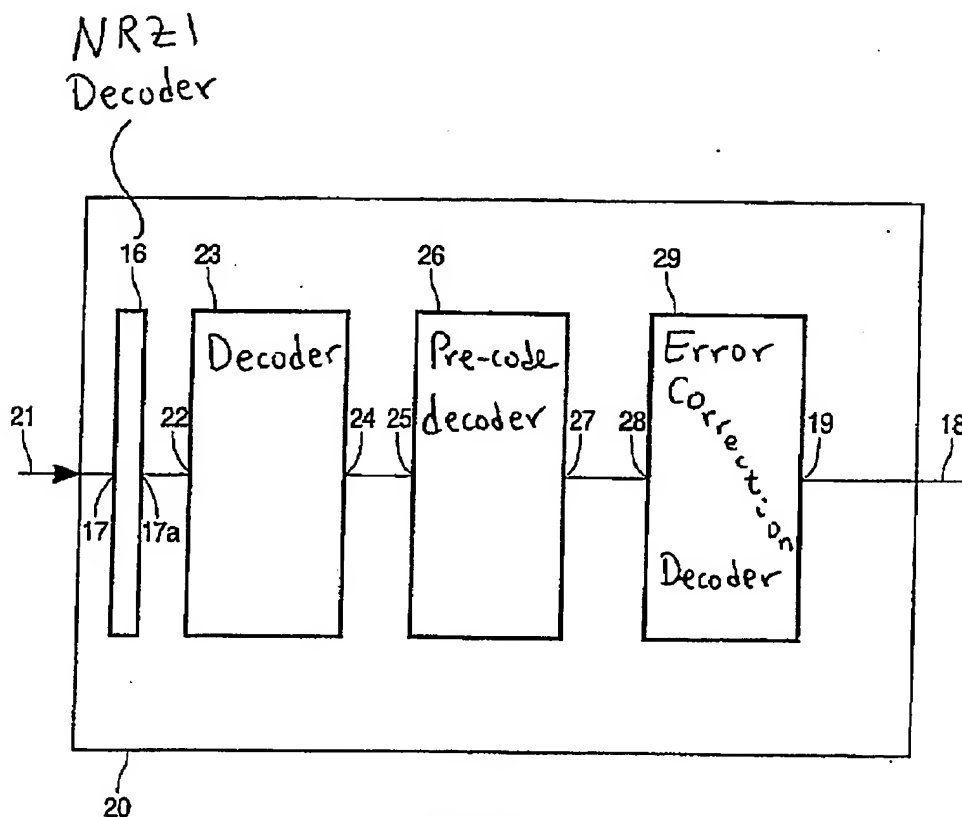 NRZI
Decoder
16
23
26
29
Decoder
Pre-code
decoder
Error
Correction
Decoder
21
22
24
25
27
28
19
18
17
17a
20